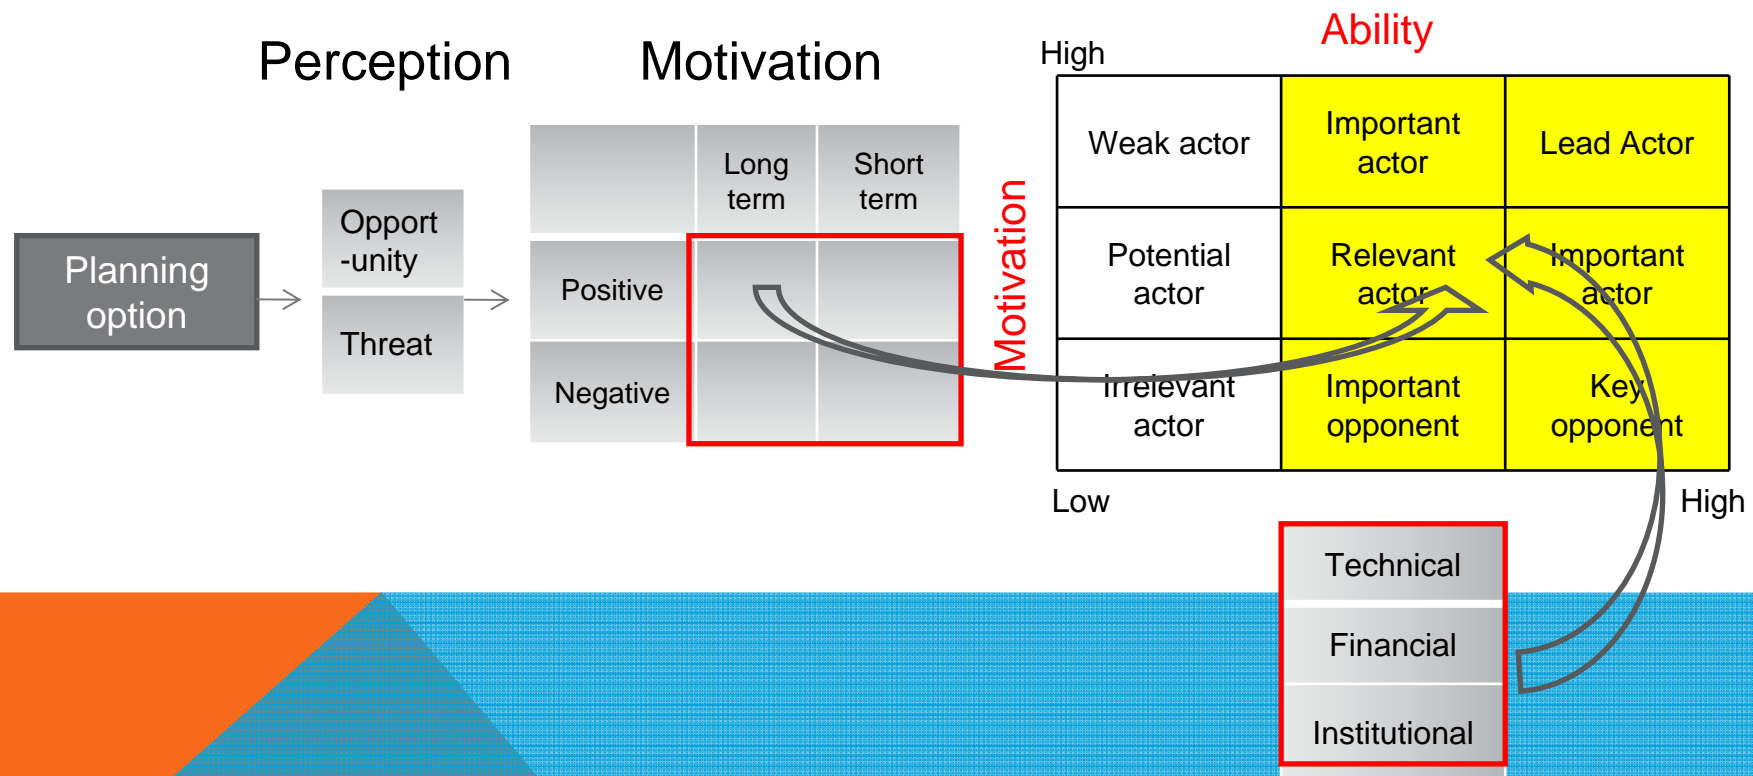 Perception
Motivation
High
Ability
Planning
option
Opport
-unity
Threat
Long
term
Short
term
Positive
Negative
Motivation
Weak actor
Important
actor
Lead Actor
Potential
actor
Relevant
actor
Important
actor
Irrelevant
actor
Important
opponent
Key
opponent
Low
High
Technical
Financial
Institutional